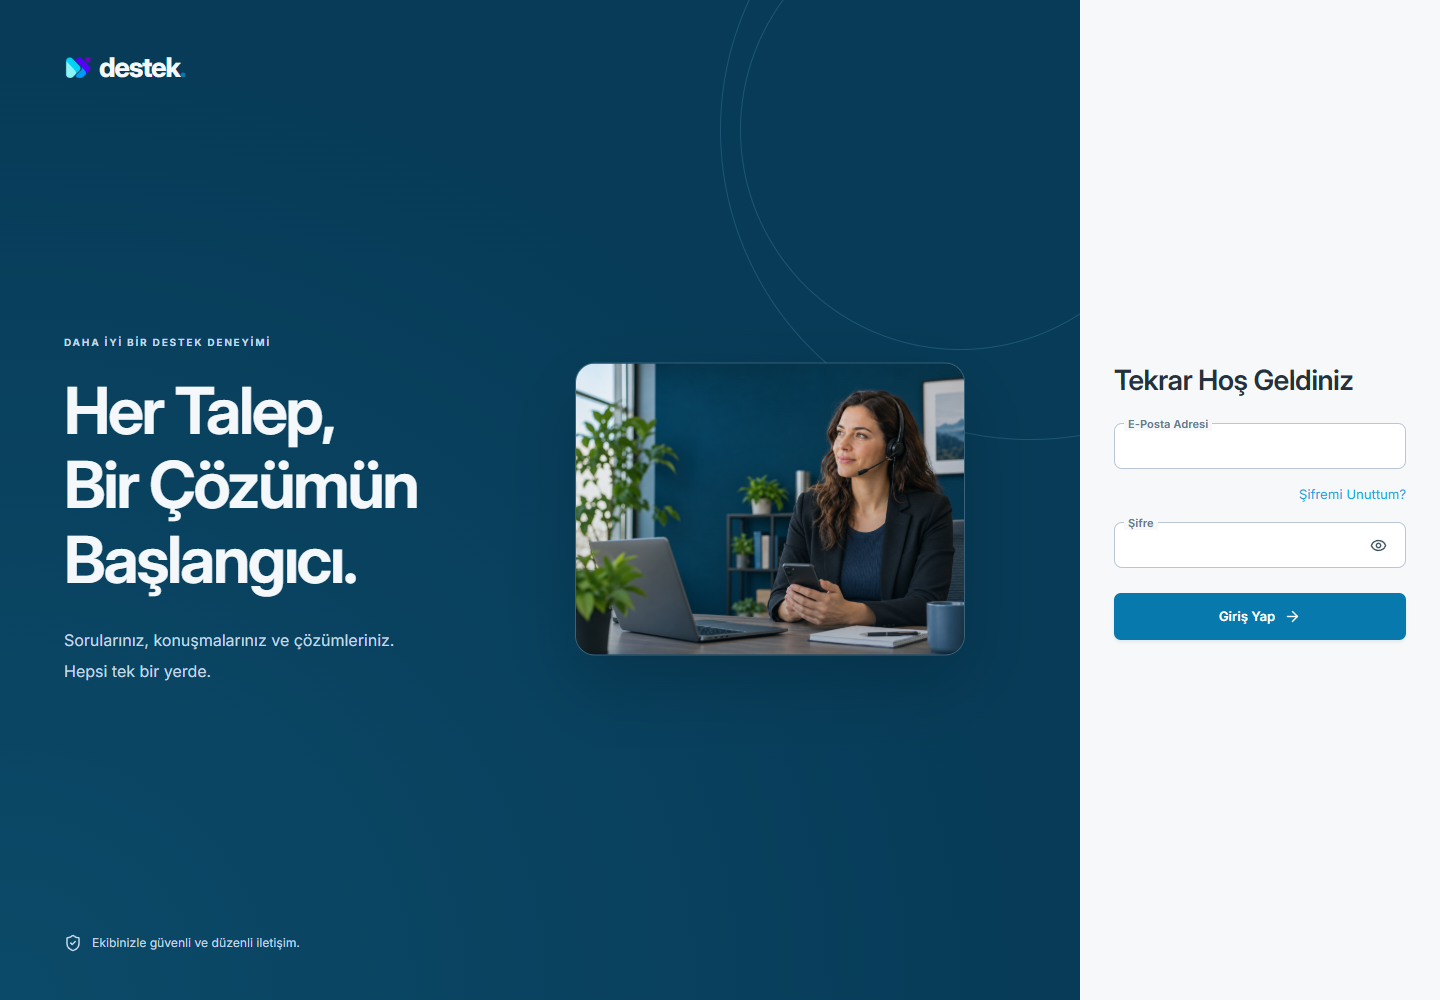 destek.
DAHA İYİ BİR DESTEK DENEYİMİ
Her Talep,
Bir Çözümün
Başlangıcı.
Sorularınız, konuşmalarınız ve çözümleriniz.
Hepsi tek bir yerde.
Ekibinizle güvenli ve düzenli iletişim.
Tekrar Hoş Geldiniz
E-Posta Adresi
Şifremi Unuttum?
Şifre
Giriş Yap